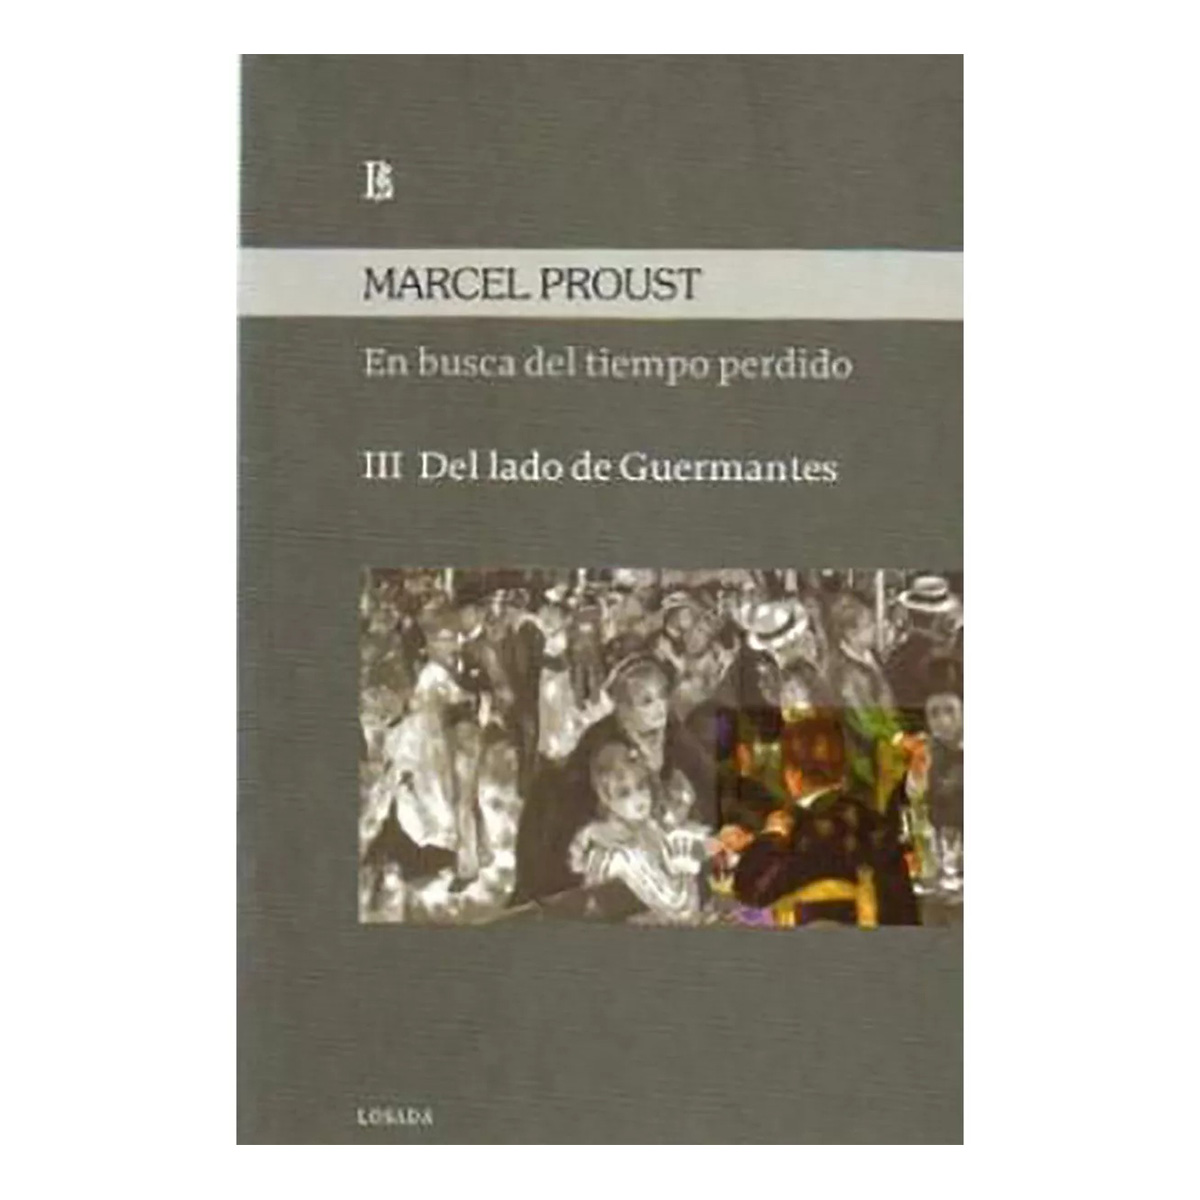 MARCEL PROUST
En busca del tiempo perdido
III Del lado de Guermantes
LOSADA